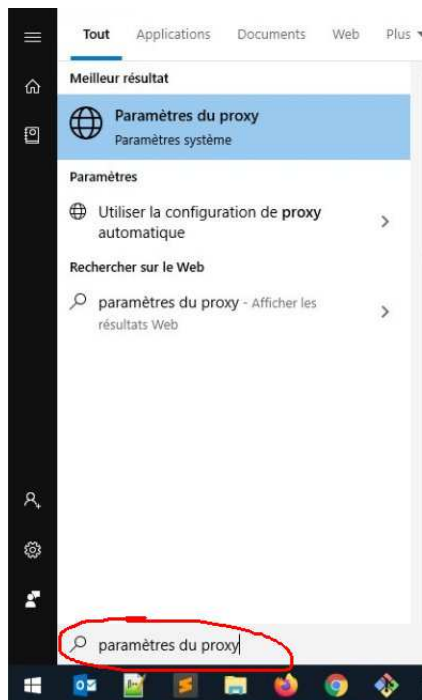 Tout Applications Documents Web Plus
Meilleur résultat
Paramètres du proxy
Paramètres système
Paramètres
Utiliser la configuration de proxy
automatique
Rechercher sur le Web
paramètres du proxy - Afficher les
résultats Web
paramètres du proxy